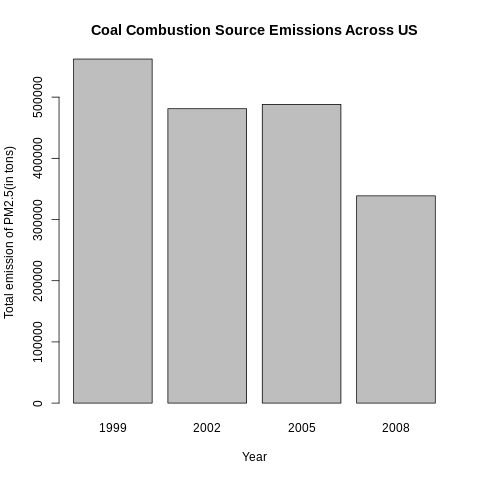 Coal Combustion Source Emissions Across US
Total emission of PM2.5(in tons)
500000
400000
300000
200000
100000
0
1999 2002 2005 2008
Year